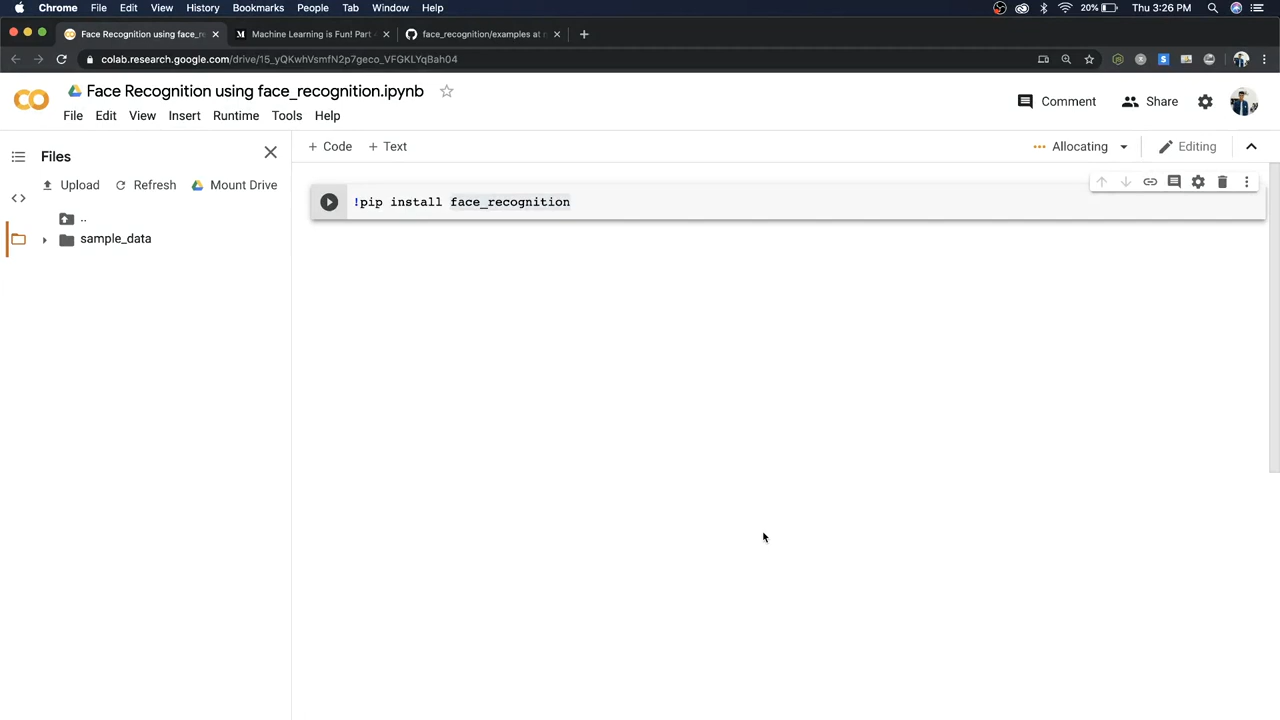 Chrome File Edit View History Bookmarks People Tab Window Help 20% Thu 3:26 PM
Face Recognition using face_re Machine Learning is Fun! Part face_recognition/examples at
colab.research.google.com/drive/15_yQKwhVsmfN2p7geco_VFGKLYqBah04
Face Recognition using face_recognition.ipynb
Comment Share
File Edit View Insert Runtime Tools Help
Files
+ Code + Text
Allocating Editing
Upload Refresh Mount Drive
..
sample_data
!pip install face_recognition